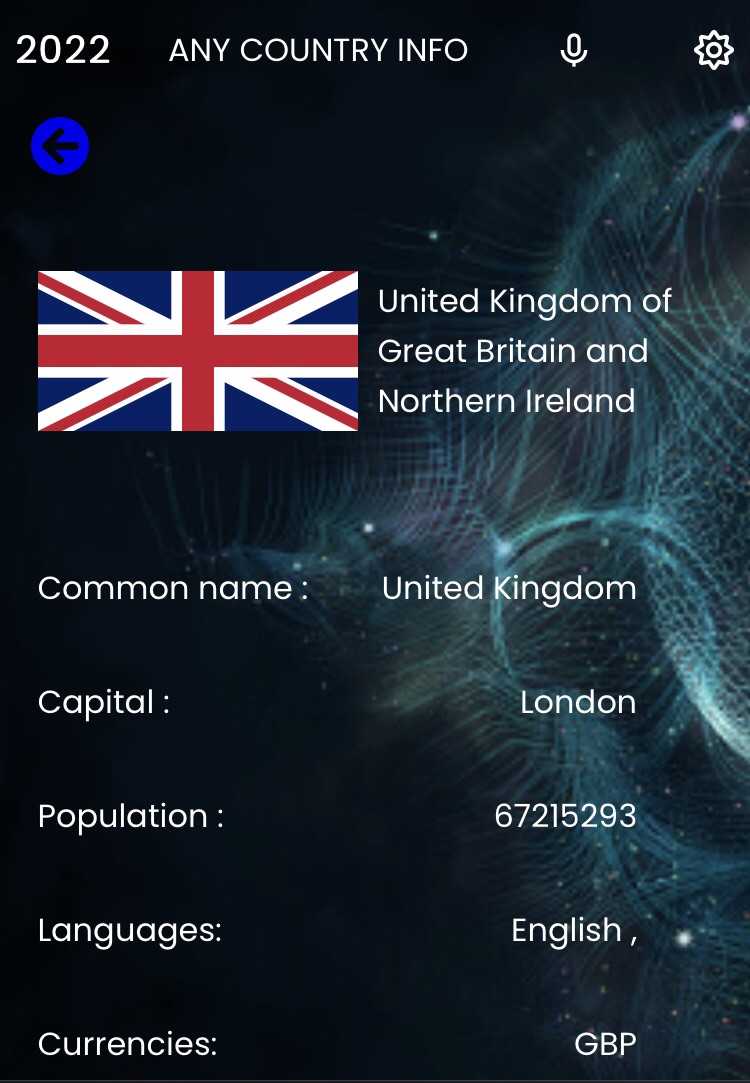 2022 ANY COUNTRY INFO
United Kingdom of
Great Britain and
Northern Ireland
Common name : United Kingdom
Capital : London
Population : 67215293
Languages: English ,
Currencies: GBP